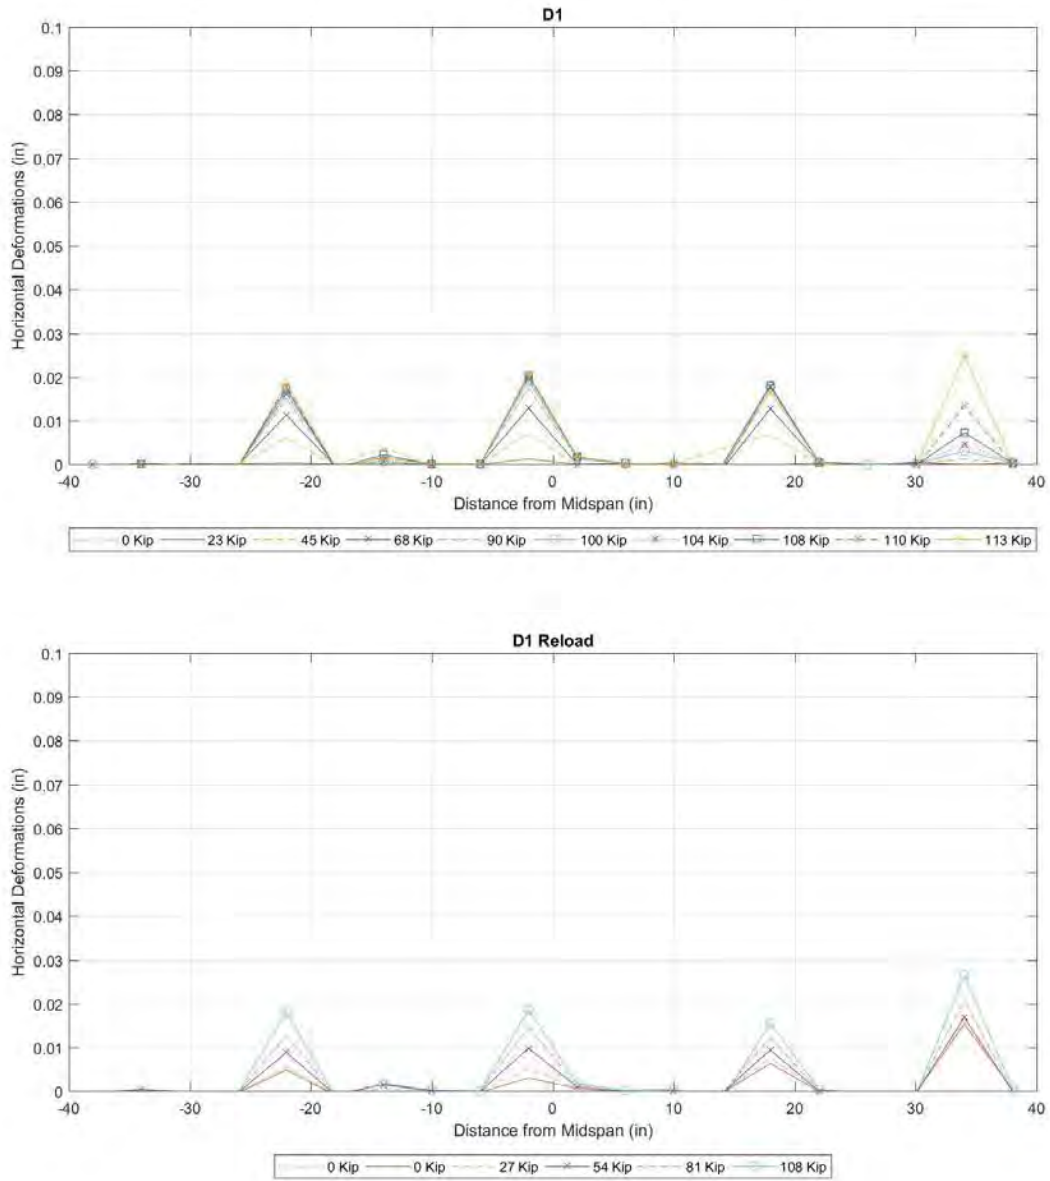 D1
0.1
0.09
0.08
0.07
0.06
0.05
0.04
0.03
0.02
0.01
0
Horizontal Deformations (in)
-40 -30 -20 -10 0 10 20 30 40
Distance from Midspan (in)
0 Kip 23 Kip 45 Kip 68 Kip 90 Kip 100 Kip 104 Kip 108 Kip 110 Kip 113 Kip
D1 Reload
0.1
0.09
0.08
0.07
0.06
0.05
0.04
0.03
0.02
0.01
0
Horizontal Deformations (in)
-40 -30 -20 -10 0 10 20 30 40
Distance from Midspan (in)
0 Kip 0 Kip 27 Kip 54 Kip 81 Kip 108 Kip